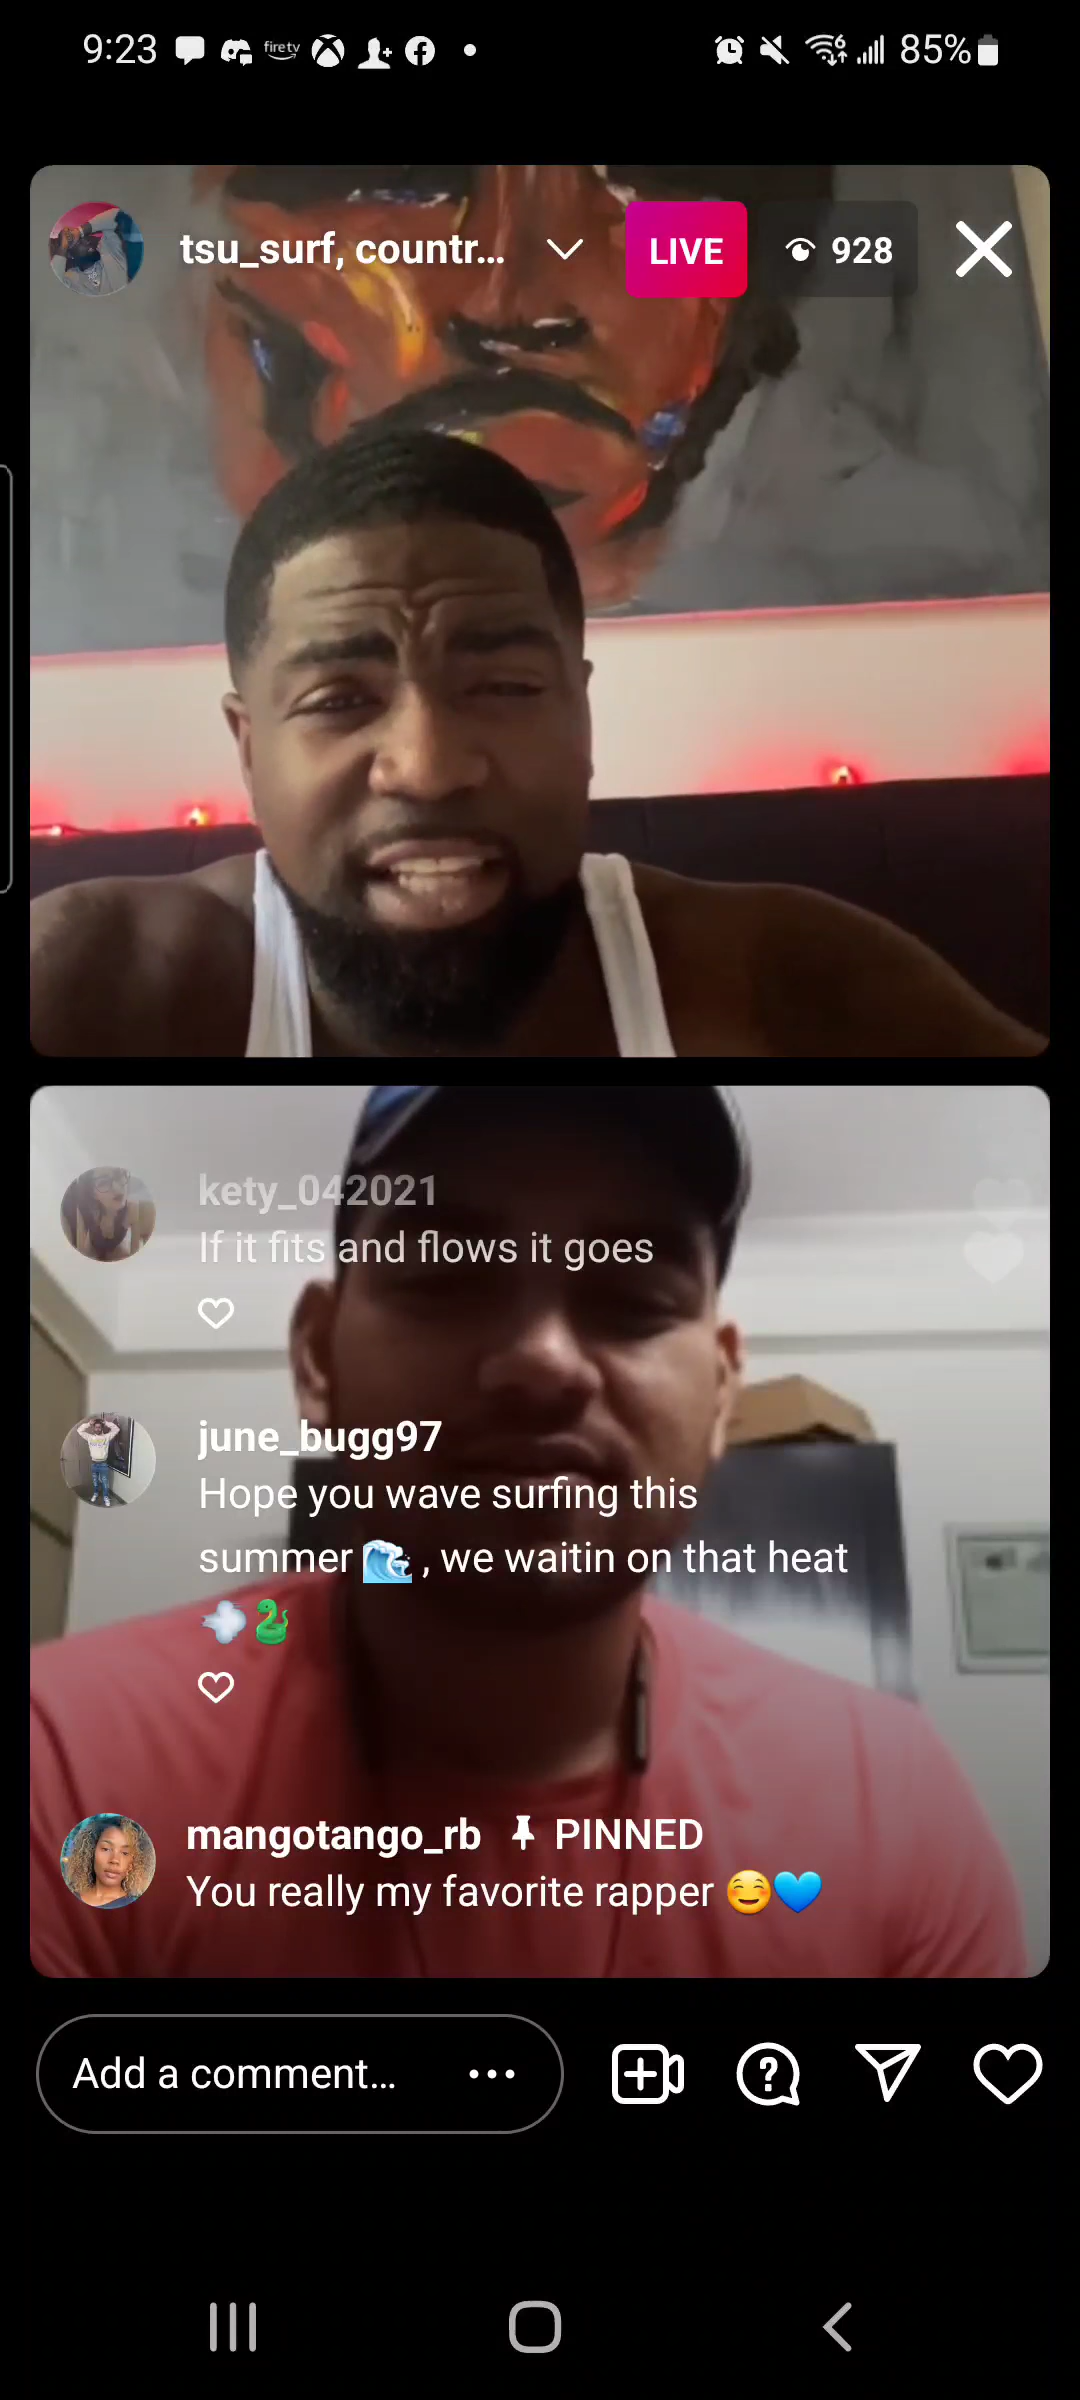 9:23
firetv
85%
tsu_surf, countr...
LIVE
928
kety_042021
If it fits and flows it goes
june_bugg97
Hope you wave surfing this
summer 🌊 , we waitin on that heat
💨🐍
mangotango_rb PINNED
You really my favorite rapper ☺️💙
Add a comment...